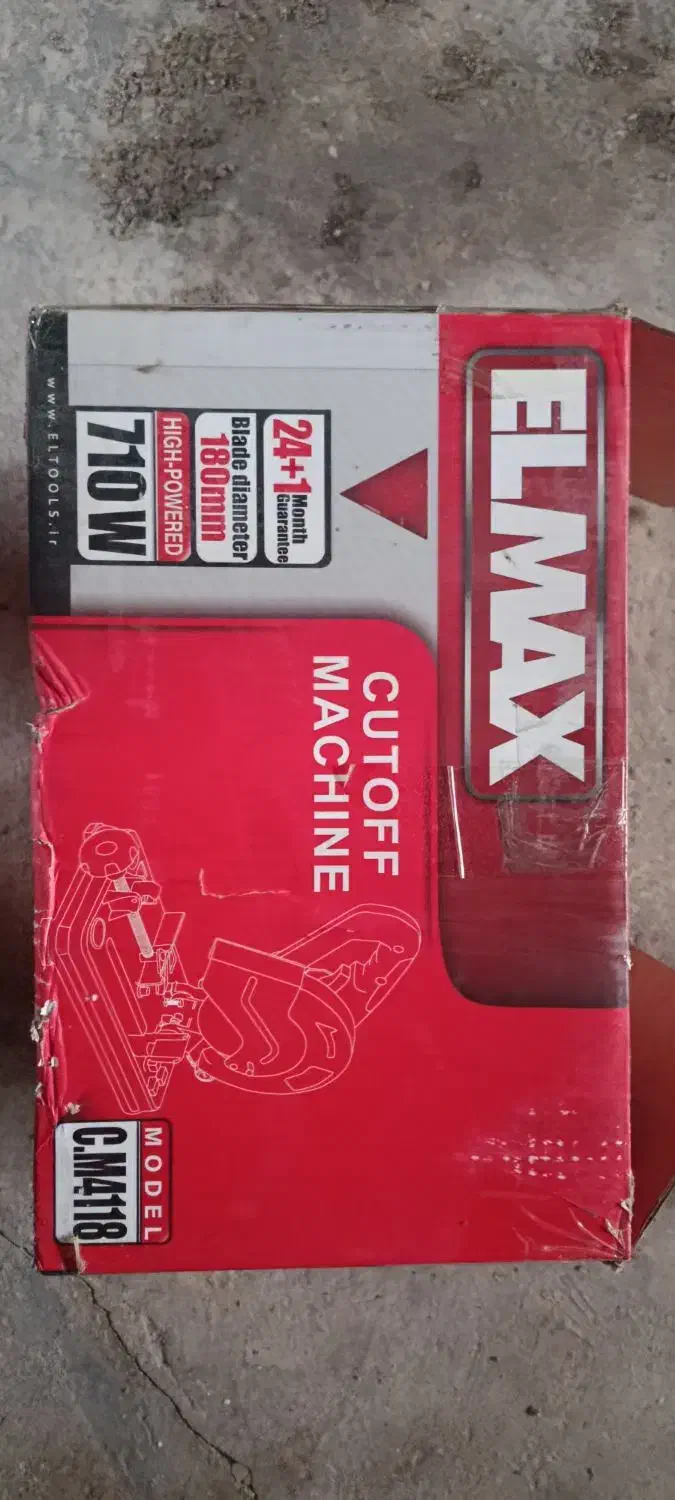 ELMAX
24+1 Month Guarantee
Blade diameter
180mm
HIGH-POWERED
710W
www.ELTOOLS.ir
CUTOFF
MACHINE
MODEL
C.M4118